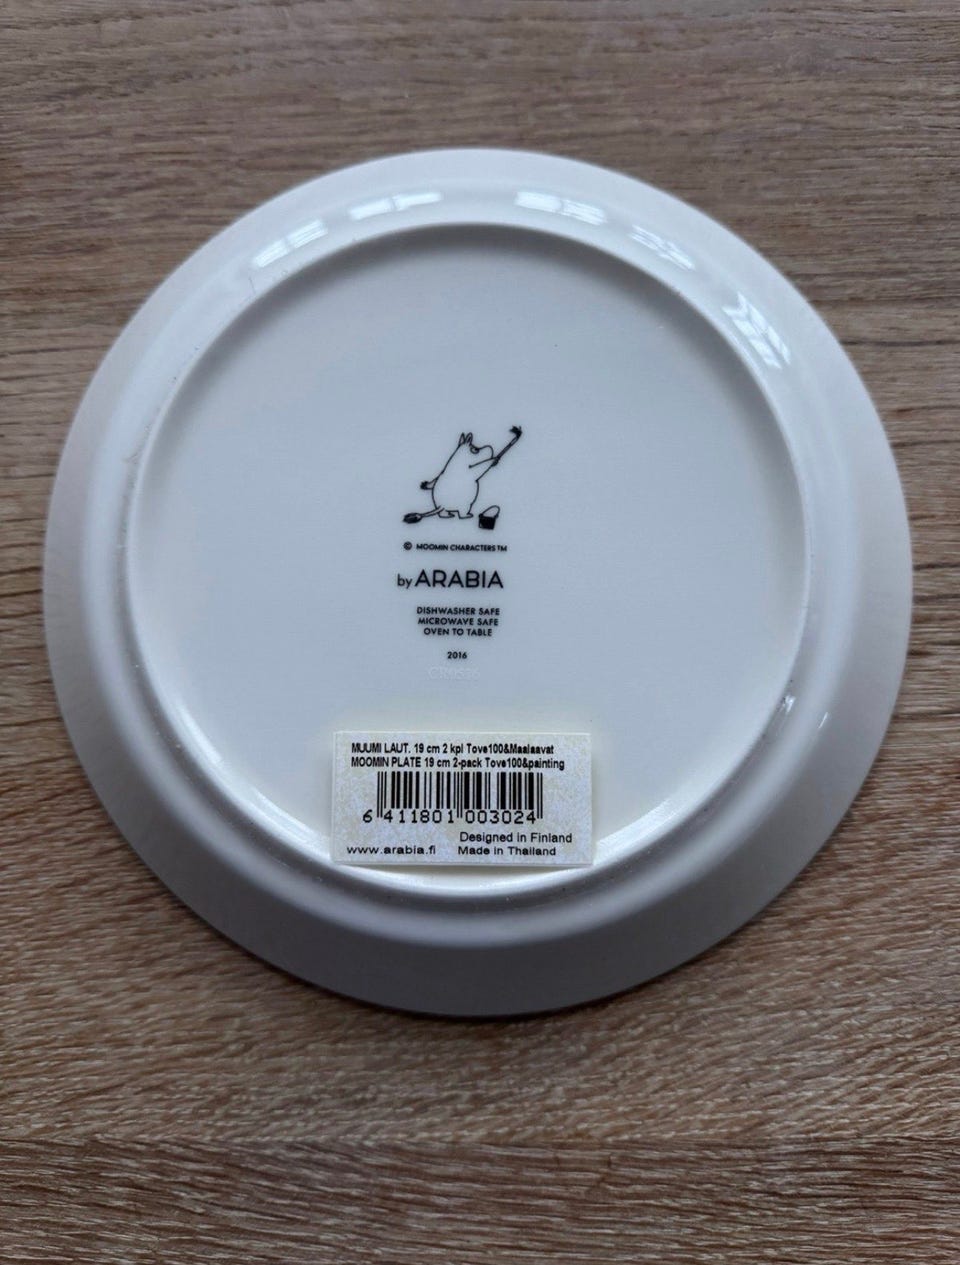 © MOOMIN CHARACTERS™
by ARABIA
DISHWASHER SAFE
MICROWAVE SAFE
OVEN TO TABLE
2016
MUUMI LAUT. 19 cm 2 kpl Tove100&Maalaavat
MOOMIN PLATE 19 cm 2-pack Tove100&painting
6 411801 003024
Designed in Finland
www.arabia.fi Made in Thailand